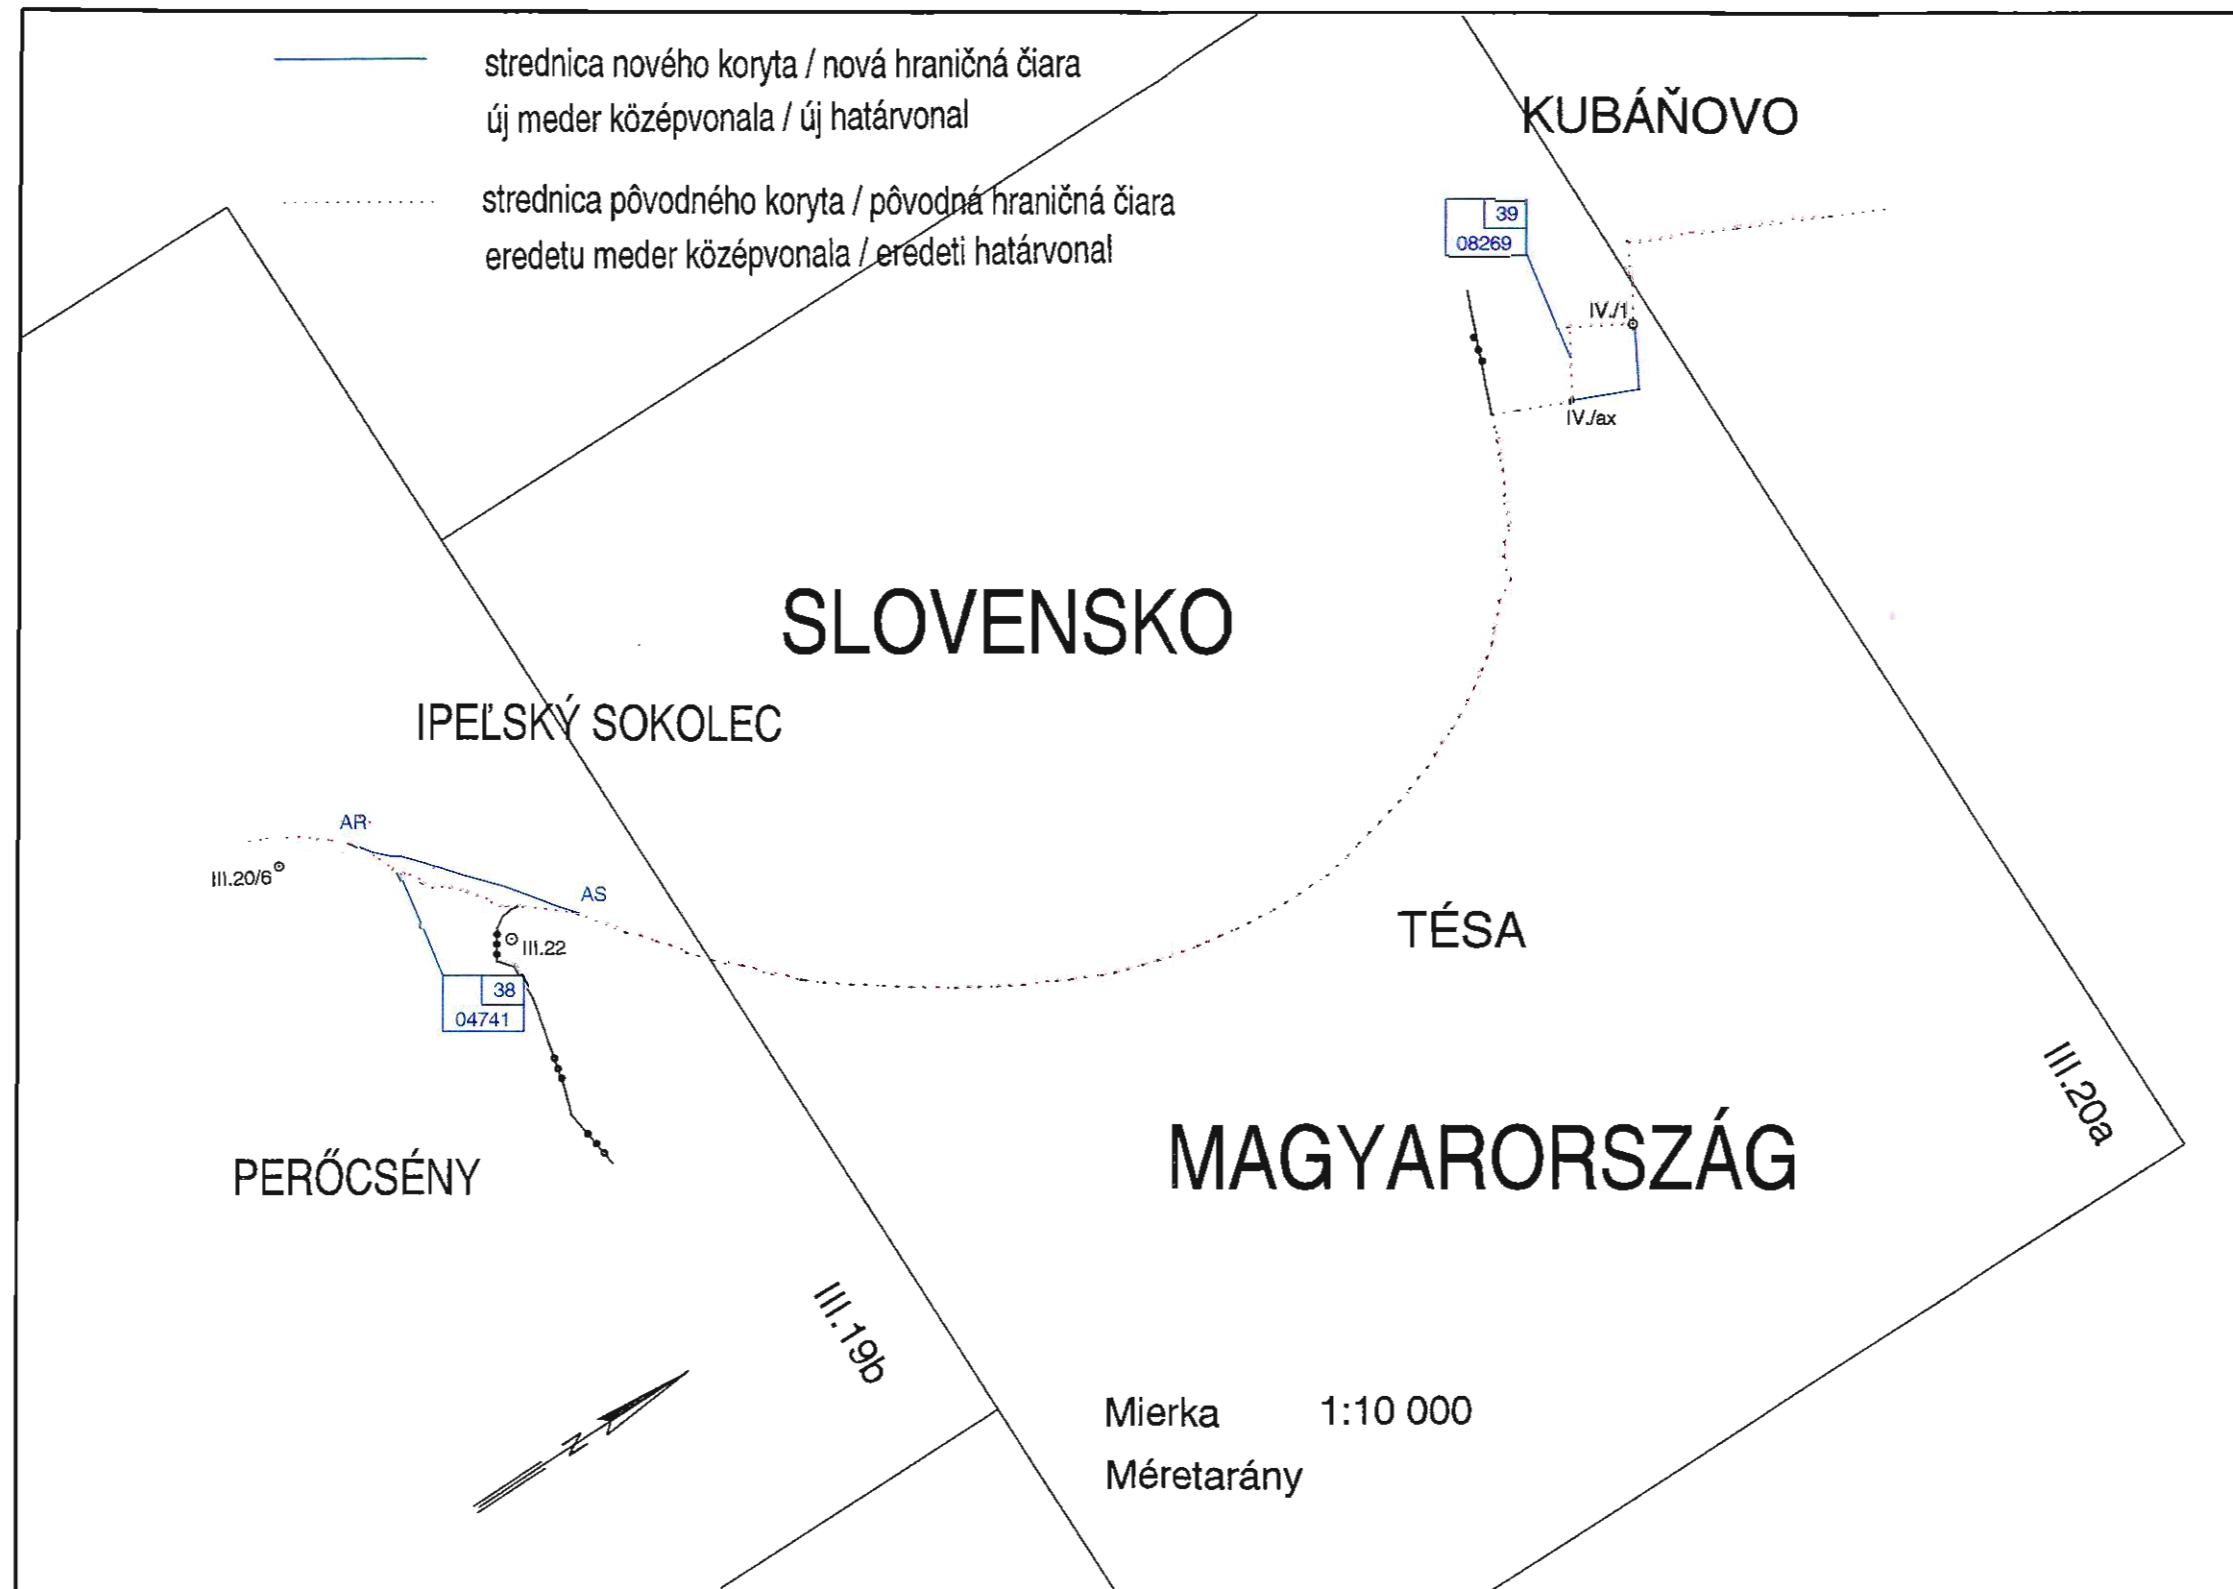 strednica nového koryta / nová hraničná čiara
új meder középvonala / új határvonal
strednica pôvodného koryta / pôvodná hraničná čiara
eredetu meder középvonala / eredeti határvonal
KUBÁŇOVO
39
08269
IV./1
IV./ax
SLOVENSKO
IPEĽSKÝ SOKOLEC
AR
III.20/6
AS
III.22
TÉSA
38
04741
III.20a
PERŐCSÉNY
MAGYARORSZÁG
III.19b
N
Mierka 1:10 000
Méretarány